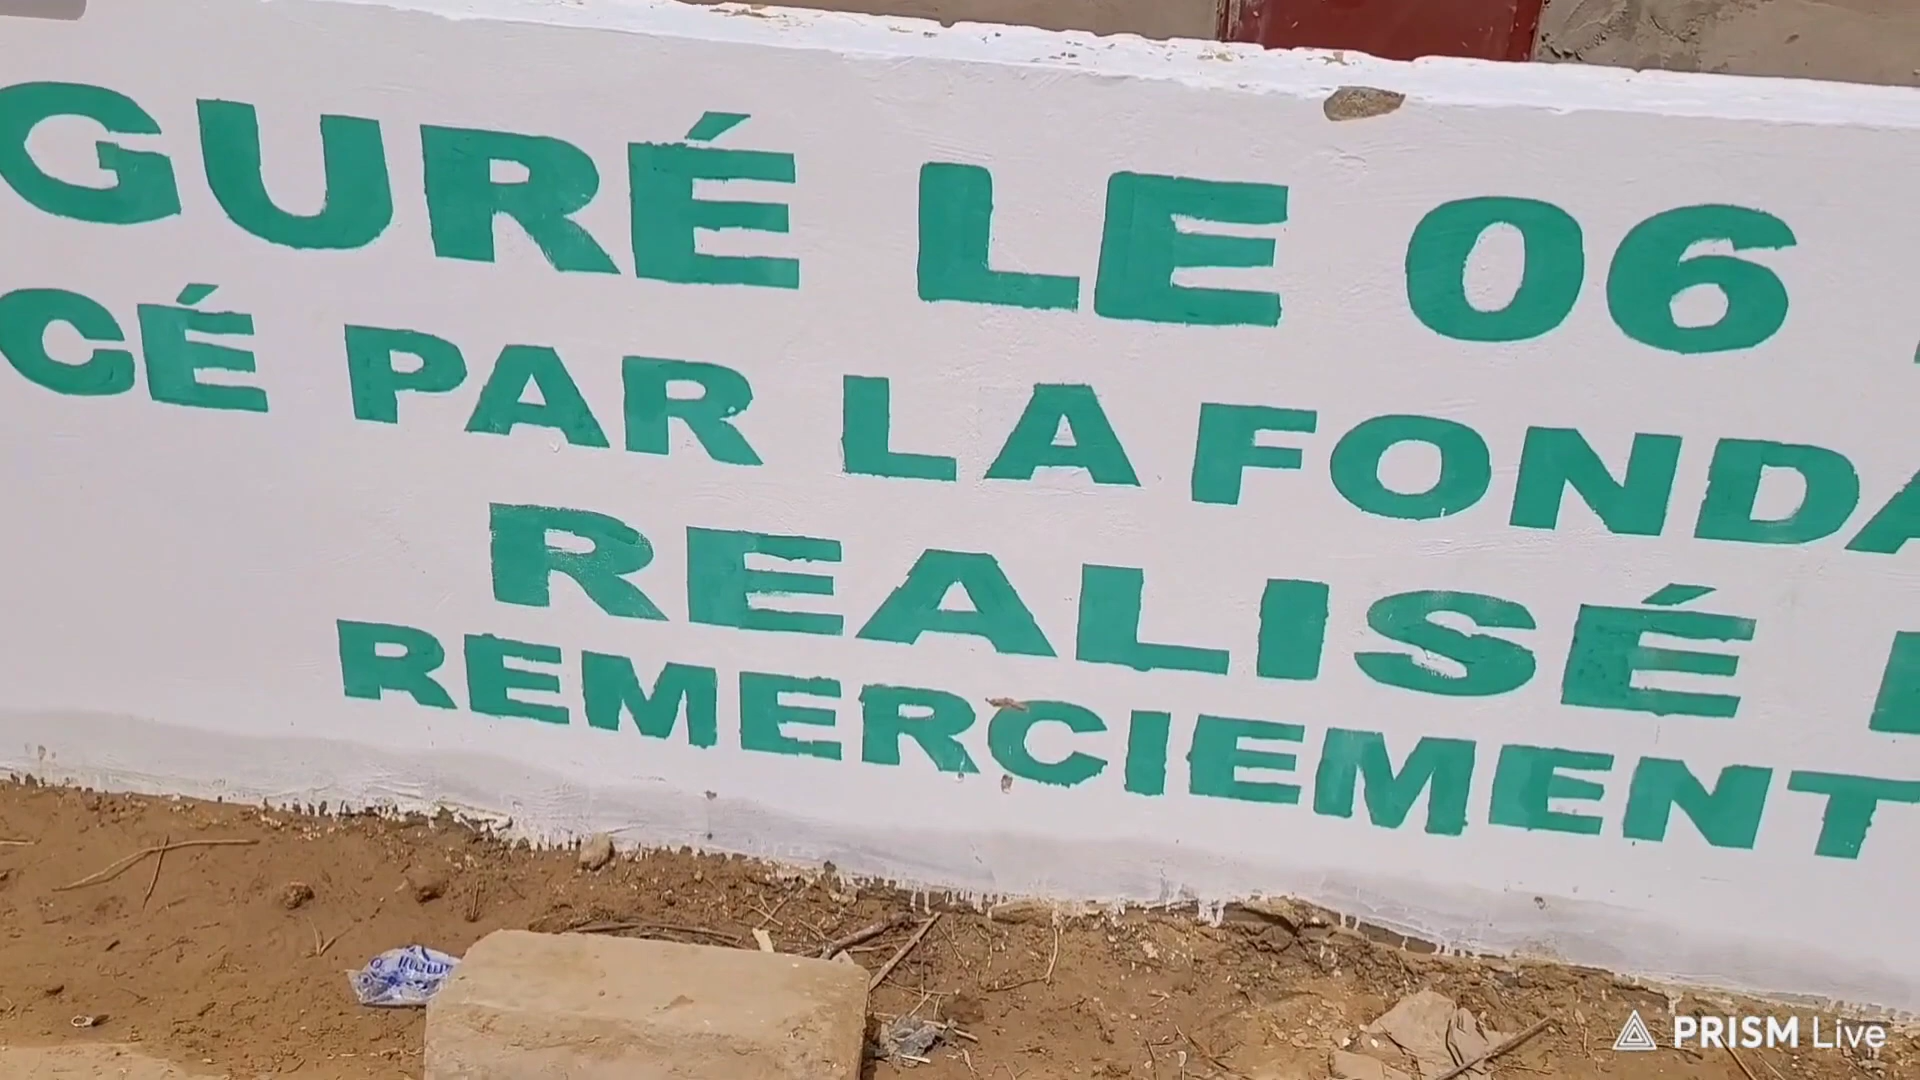 GURÉ LE 06
CÉ PAR LA FONDA
REALISÉ
REMERCIEMENT
PRISM Live